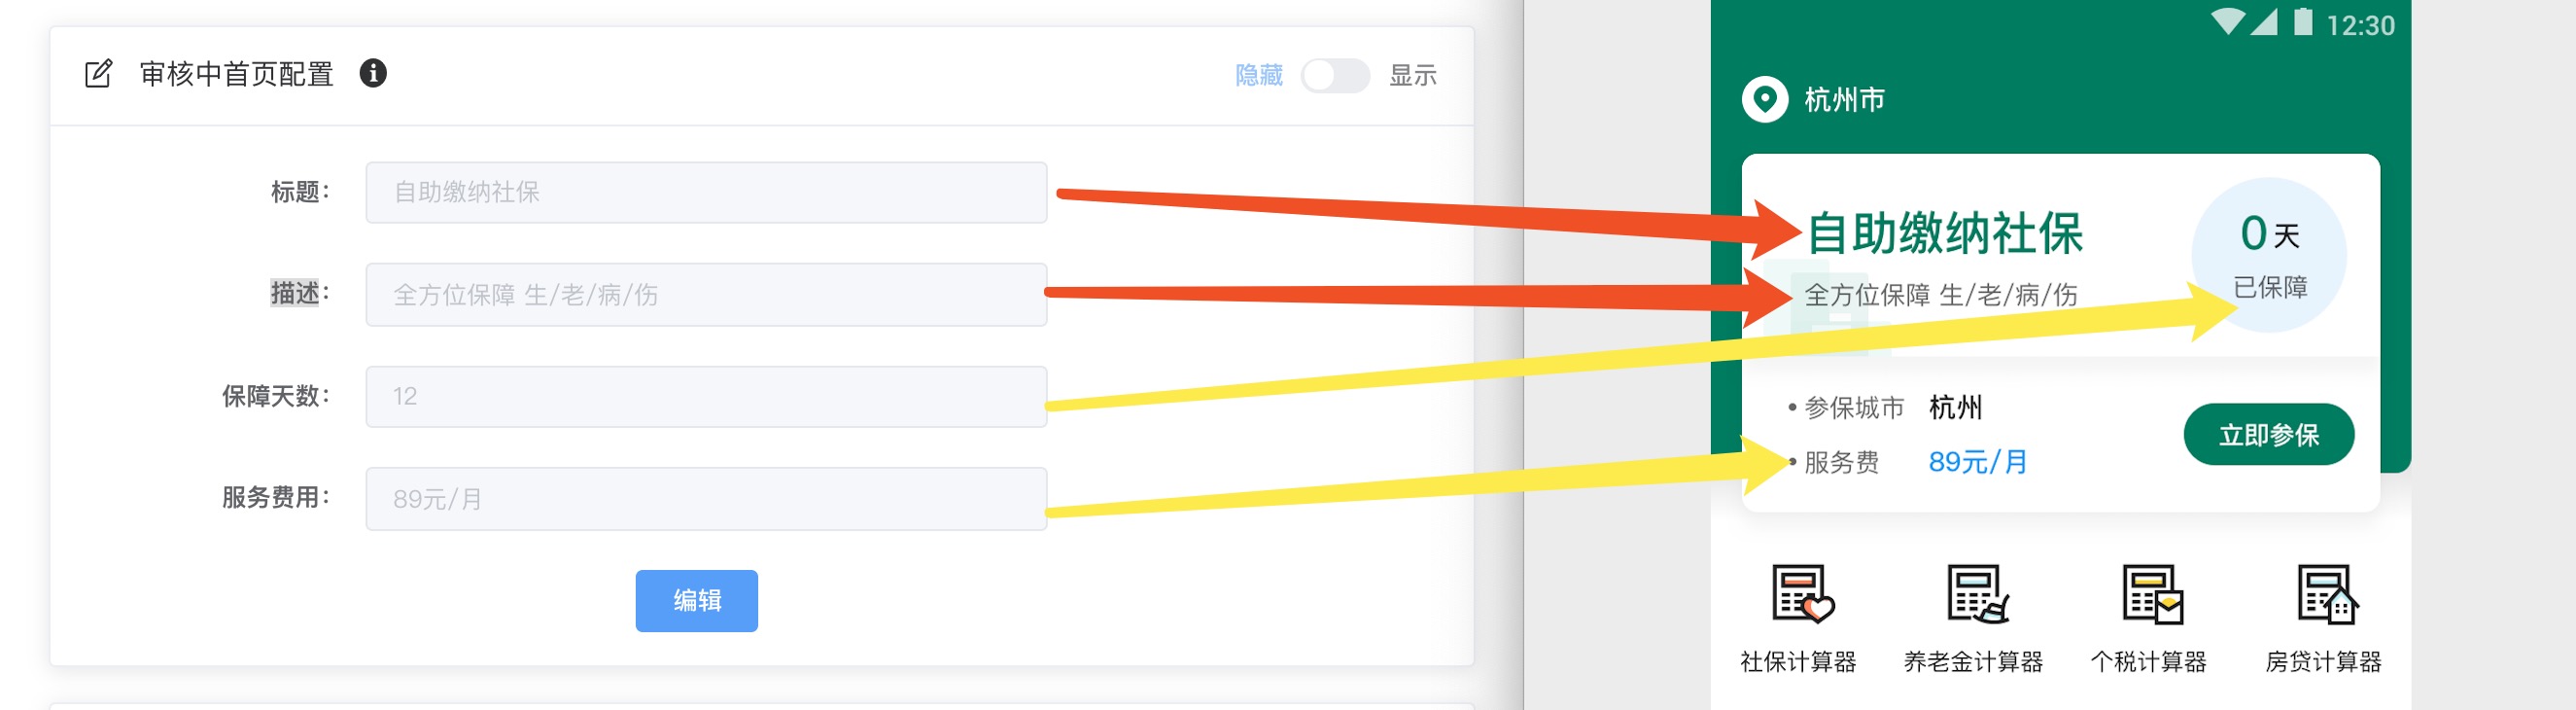 审核中首页配置
隐藏 显示
标题：
自助缴纳社保
描述：
全方位保障 生/老/病/伤
保障天数：
12
服务费用：
89元/月
编辑
12:30
杭州市
自助缴纳社保
全方位保障 生/老/病/伤
0 天
已保障
• 参保城市 杭州
• 服务费 89元/月
立即参保
社保计算器 养老金计算器 个税计算器 房贷计算器